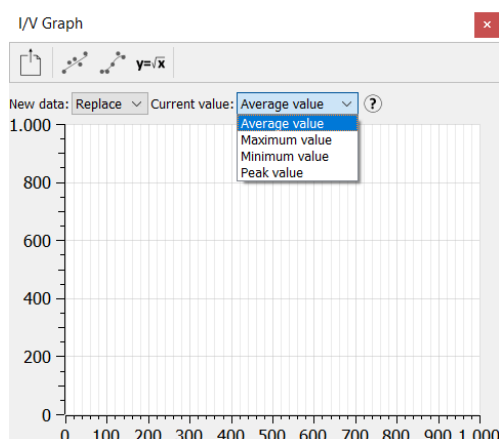 I/V Graph
y=√x
New data: Replace Current value: Average value ?
Average value
Maximum value
Minimum value
Peak value
1.000
800
600
400
200
0
0 100 200 300 400 500 600 700 800 900 1.000